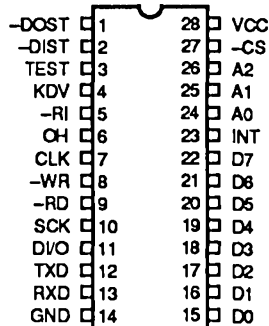 -DOST 1 28 VCC
-DIST 2 27 -CS
TEST 3 26 A2
KDV 4 25 A1
-RI 5 24 A0
OH 6 23 INT
CLK 7 22 D7
-WR 8 21 D6
-RD 9 20 D5
SCK 10 19 D4
DI/O 11 18 D3
TXD 12 17 D2
RXD 13 16 D1
GND 14 15 D0